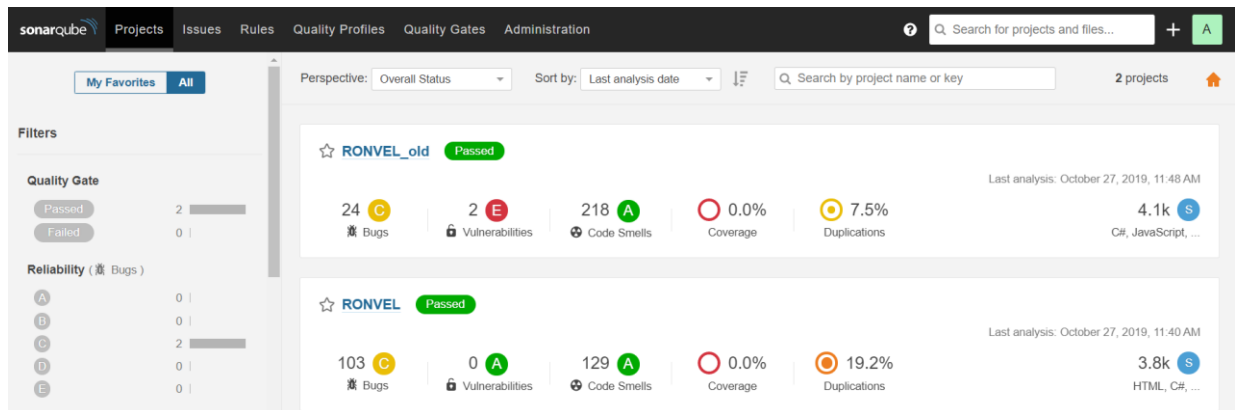 sonarqube Projects Issues Rules Quality Profiles Quality Gates Administration ? Search for projects and files... + A
My Favorites All
Perspective: Overall Status Sort by: Last analysis date Search by project name or key 2 projects
Filters
Quality Gate
Passed 2
Failed 0
Reliability ( Bugs )
A 0
B 0
C 2
D 0
E 0
RONVEL_old Passed
Last analysis: October 27, 2019, 11:48 AM
24 C 2 E 218 A 0.0% 7.5% 4.1k S
Bugs Vulnerabilities Code Smells Coverage Duplications C#, JavaScript, ...
RONVEL Passed
Last analysis: October 27, 2019, 11:40 AM
103 C 0 A 129 A 0.0% 19.2% 3.8k S
Bugs Vulnerabilities Code Smells Coverage Duplications HTML, C#, ...